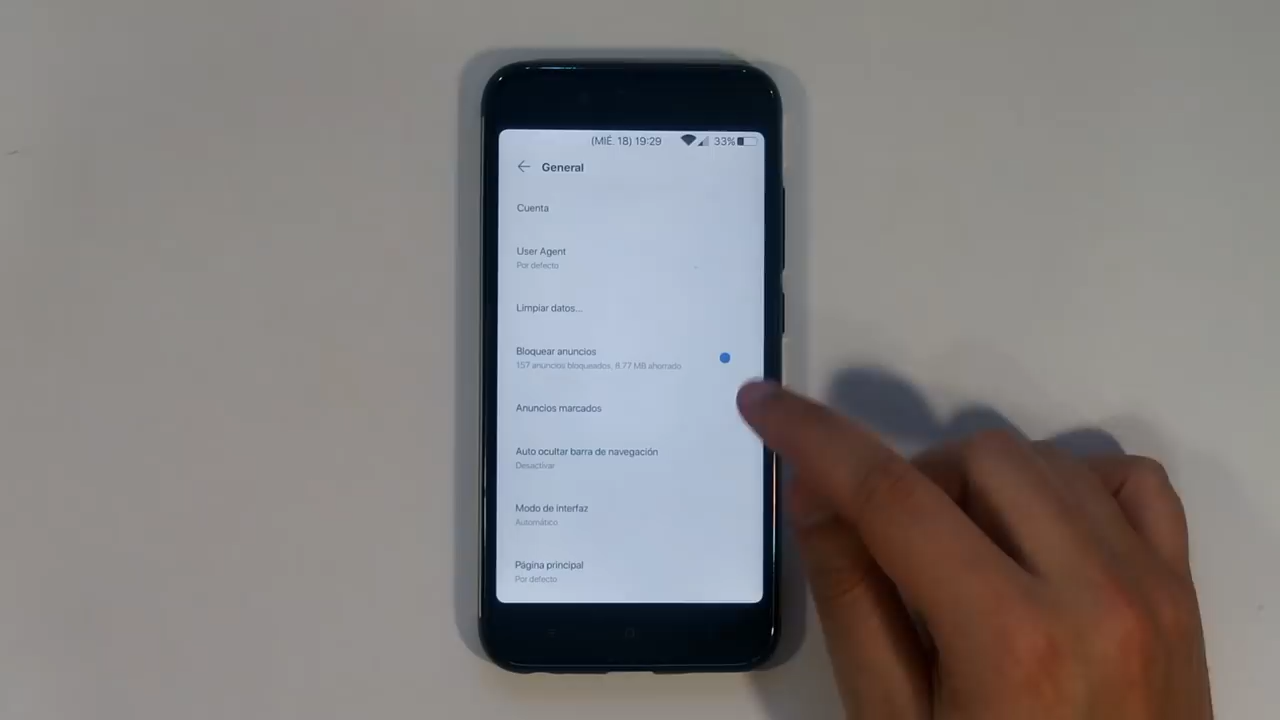 (MIÉ. 18) 19:29 33%
General
Cuenta
User Agent
Por defecto
Limpiar datos...
Bloquear anuncios
157 anuncios bloqueados, 8.77 MB ahorrado
Anuncios marcados
Auto ocultar barra de navegación
Desactivar
Modo de interfaz
Automático
Página principal
Por defecto